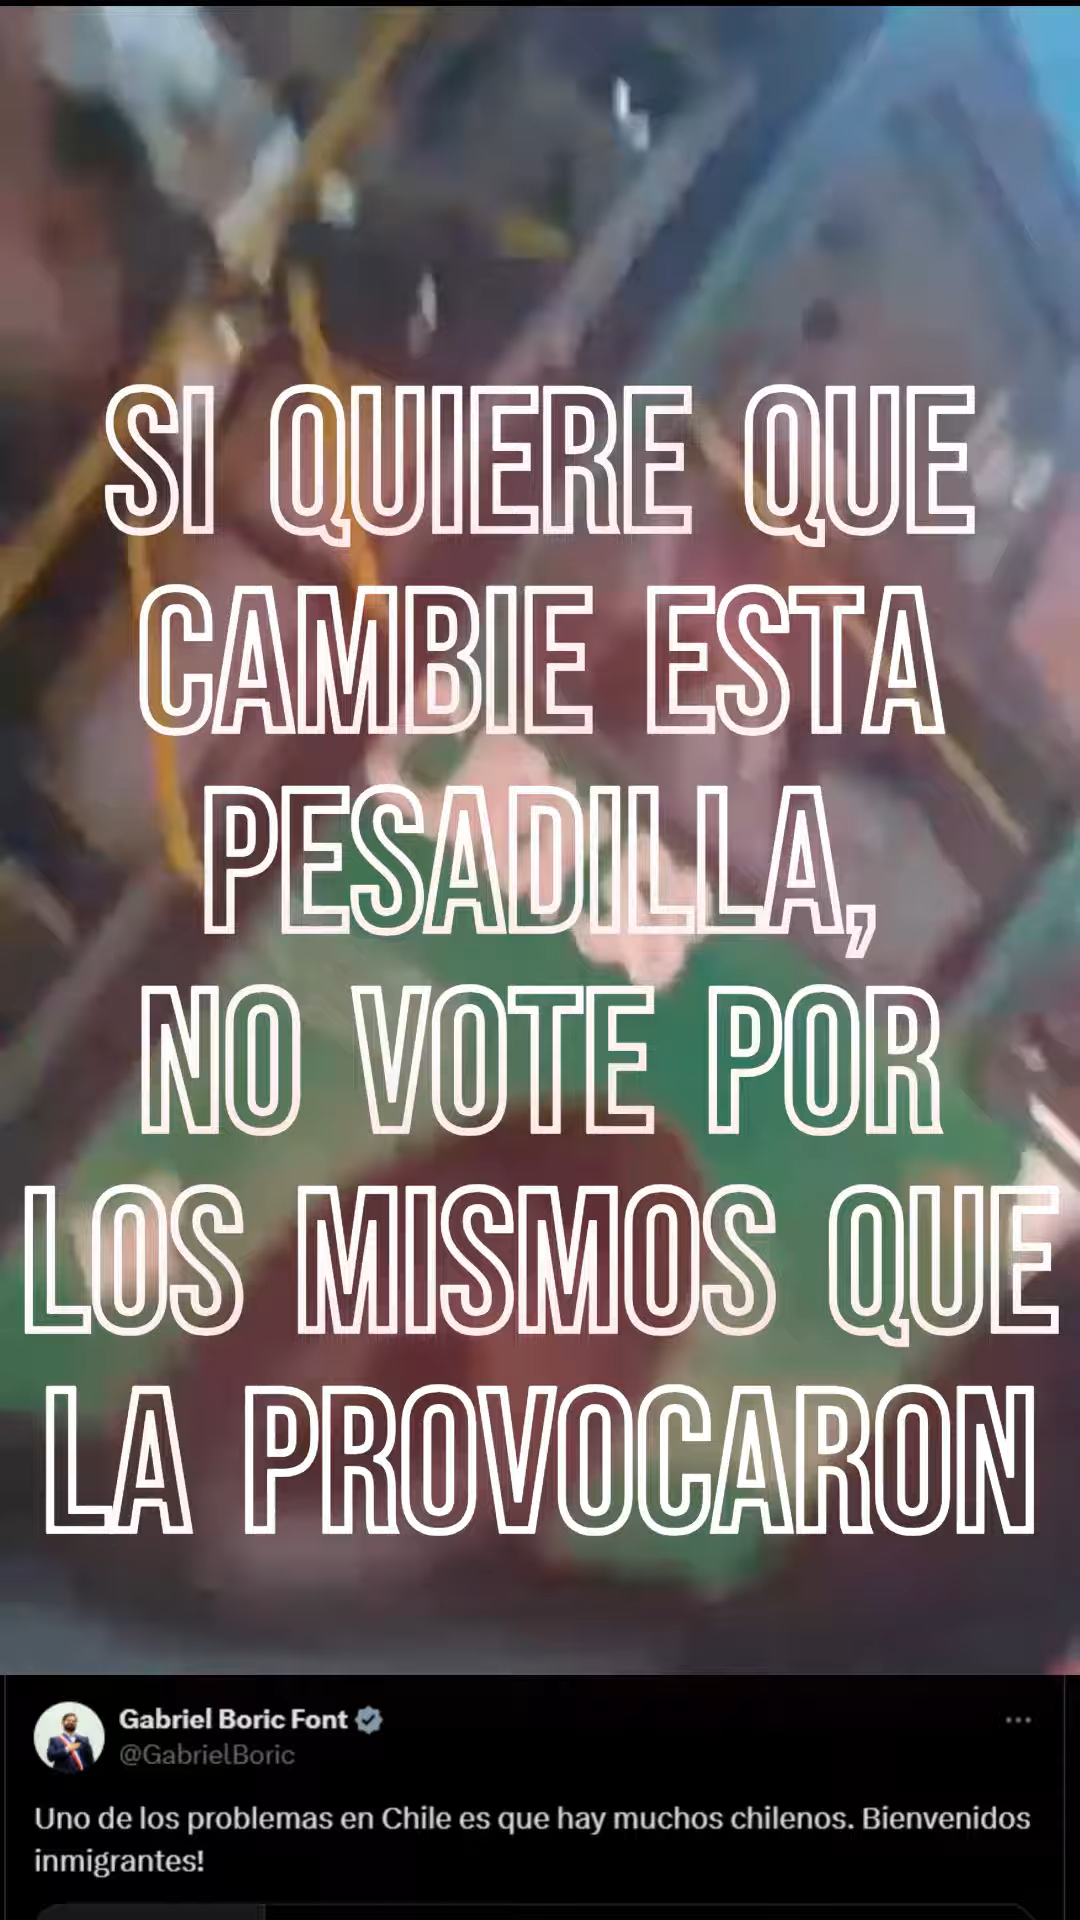 SI QUIERE QUE
CAMBIE ESTA
PESADILLA,
NO VOTE POR
LOS MISMOS QUE
LA PROVOCARON
Gabriel Boric Font
@GabrielBoric
Uno de los problemas en Chile es que hay muchos chilenos. Bienvenidos
inmigrantes!